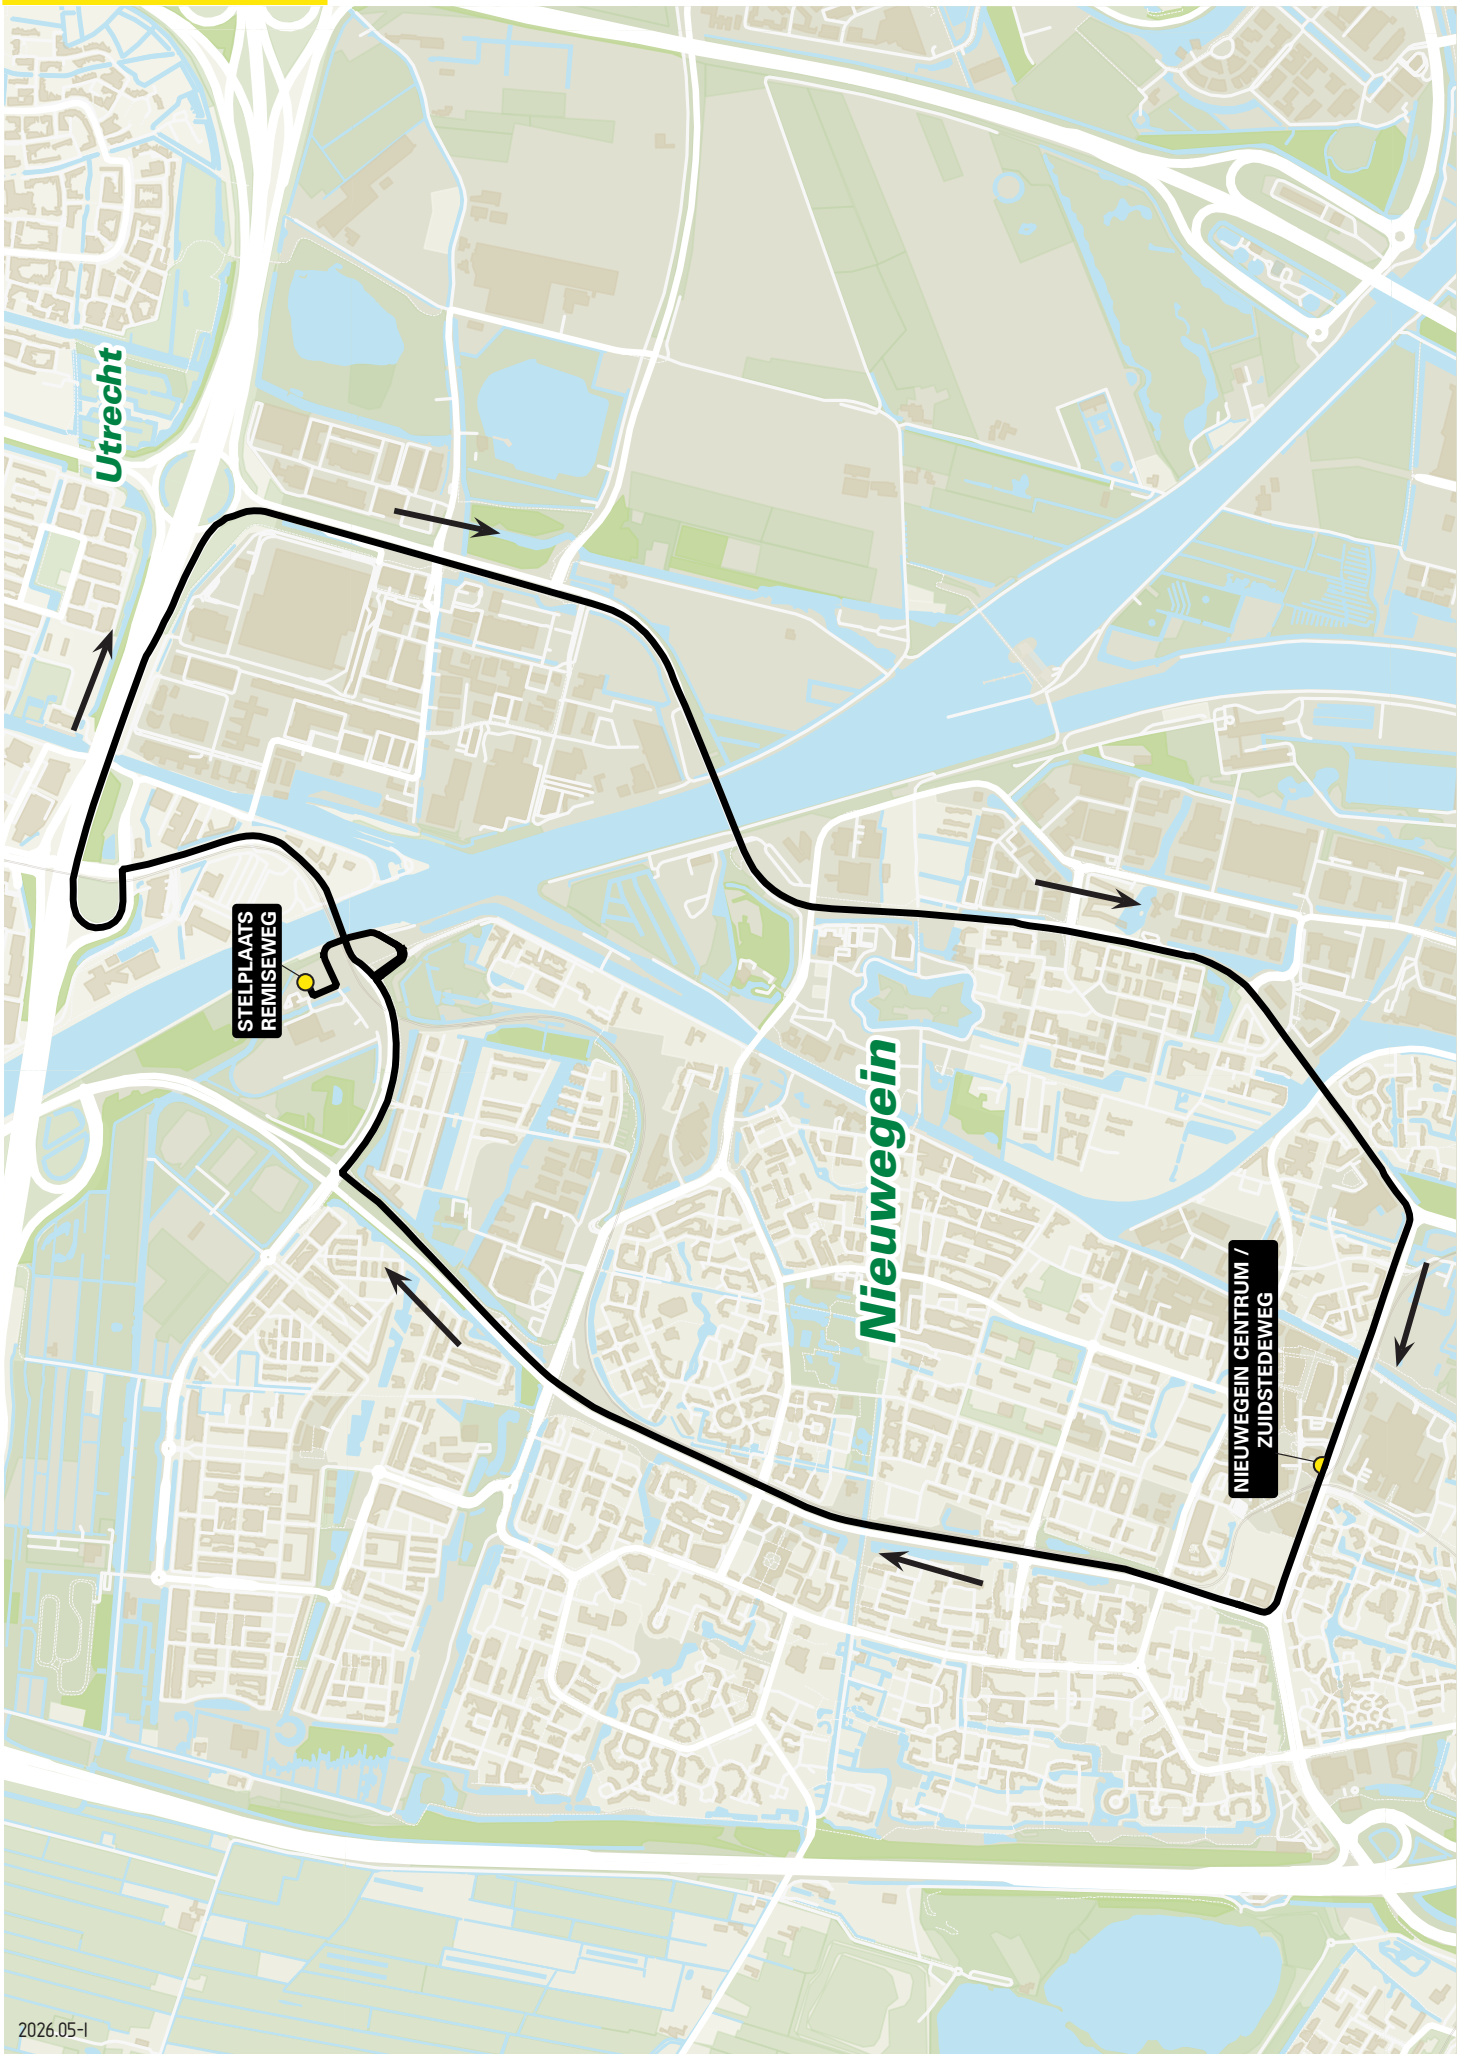 Utrecht
STELPLAATS
REMISEWEG
Nieuwegein
NIEUWEGEIN CENTRUM /
ZUIDSTEDEWEG
2026.05-I